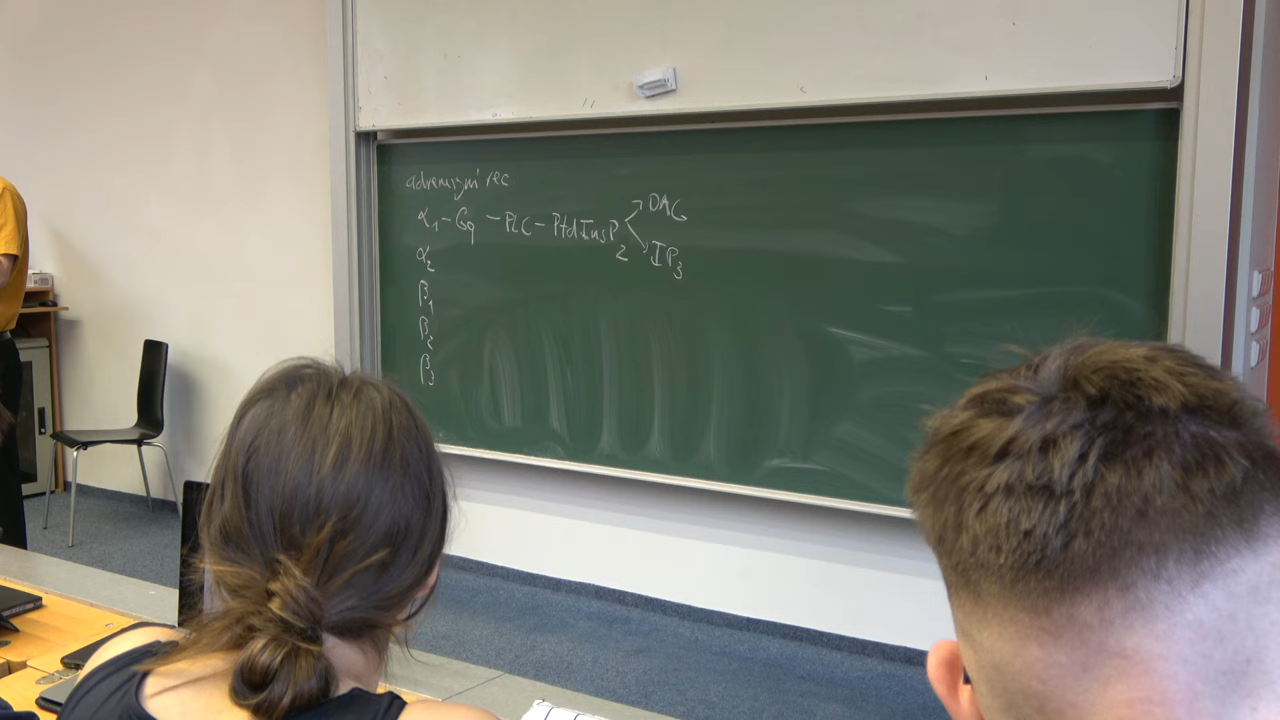 adrenergní rec
α₁ – Gq – PLC – PtdInsP₂
DAG
IP₃
α₂
β₁
β₂
β₃